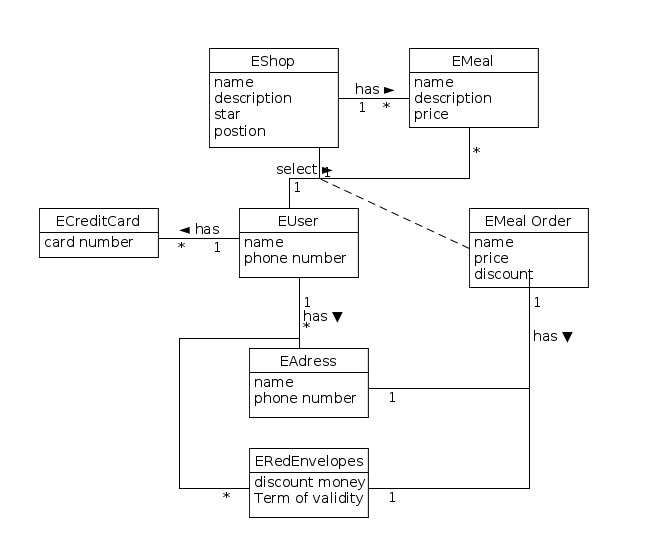 EShop
name
description
star
postion
EMeal
name
description
price
has ►
1 *
select ►
1
*
1
ECreditCard
card number
◄ has
* 1
EUser
name
phone number
EMeal Order
name
price
discount
1
has ▼
*
1
has ▼
EAdress
name
phone number
1
ERedEnvelopes
discount money
Term of validity
*
1